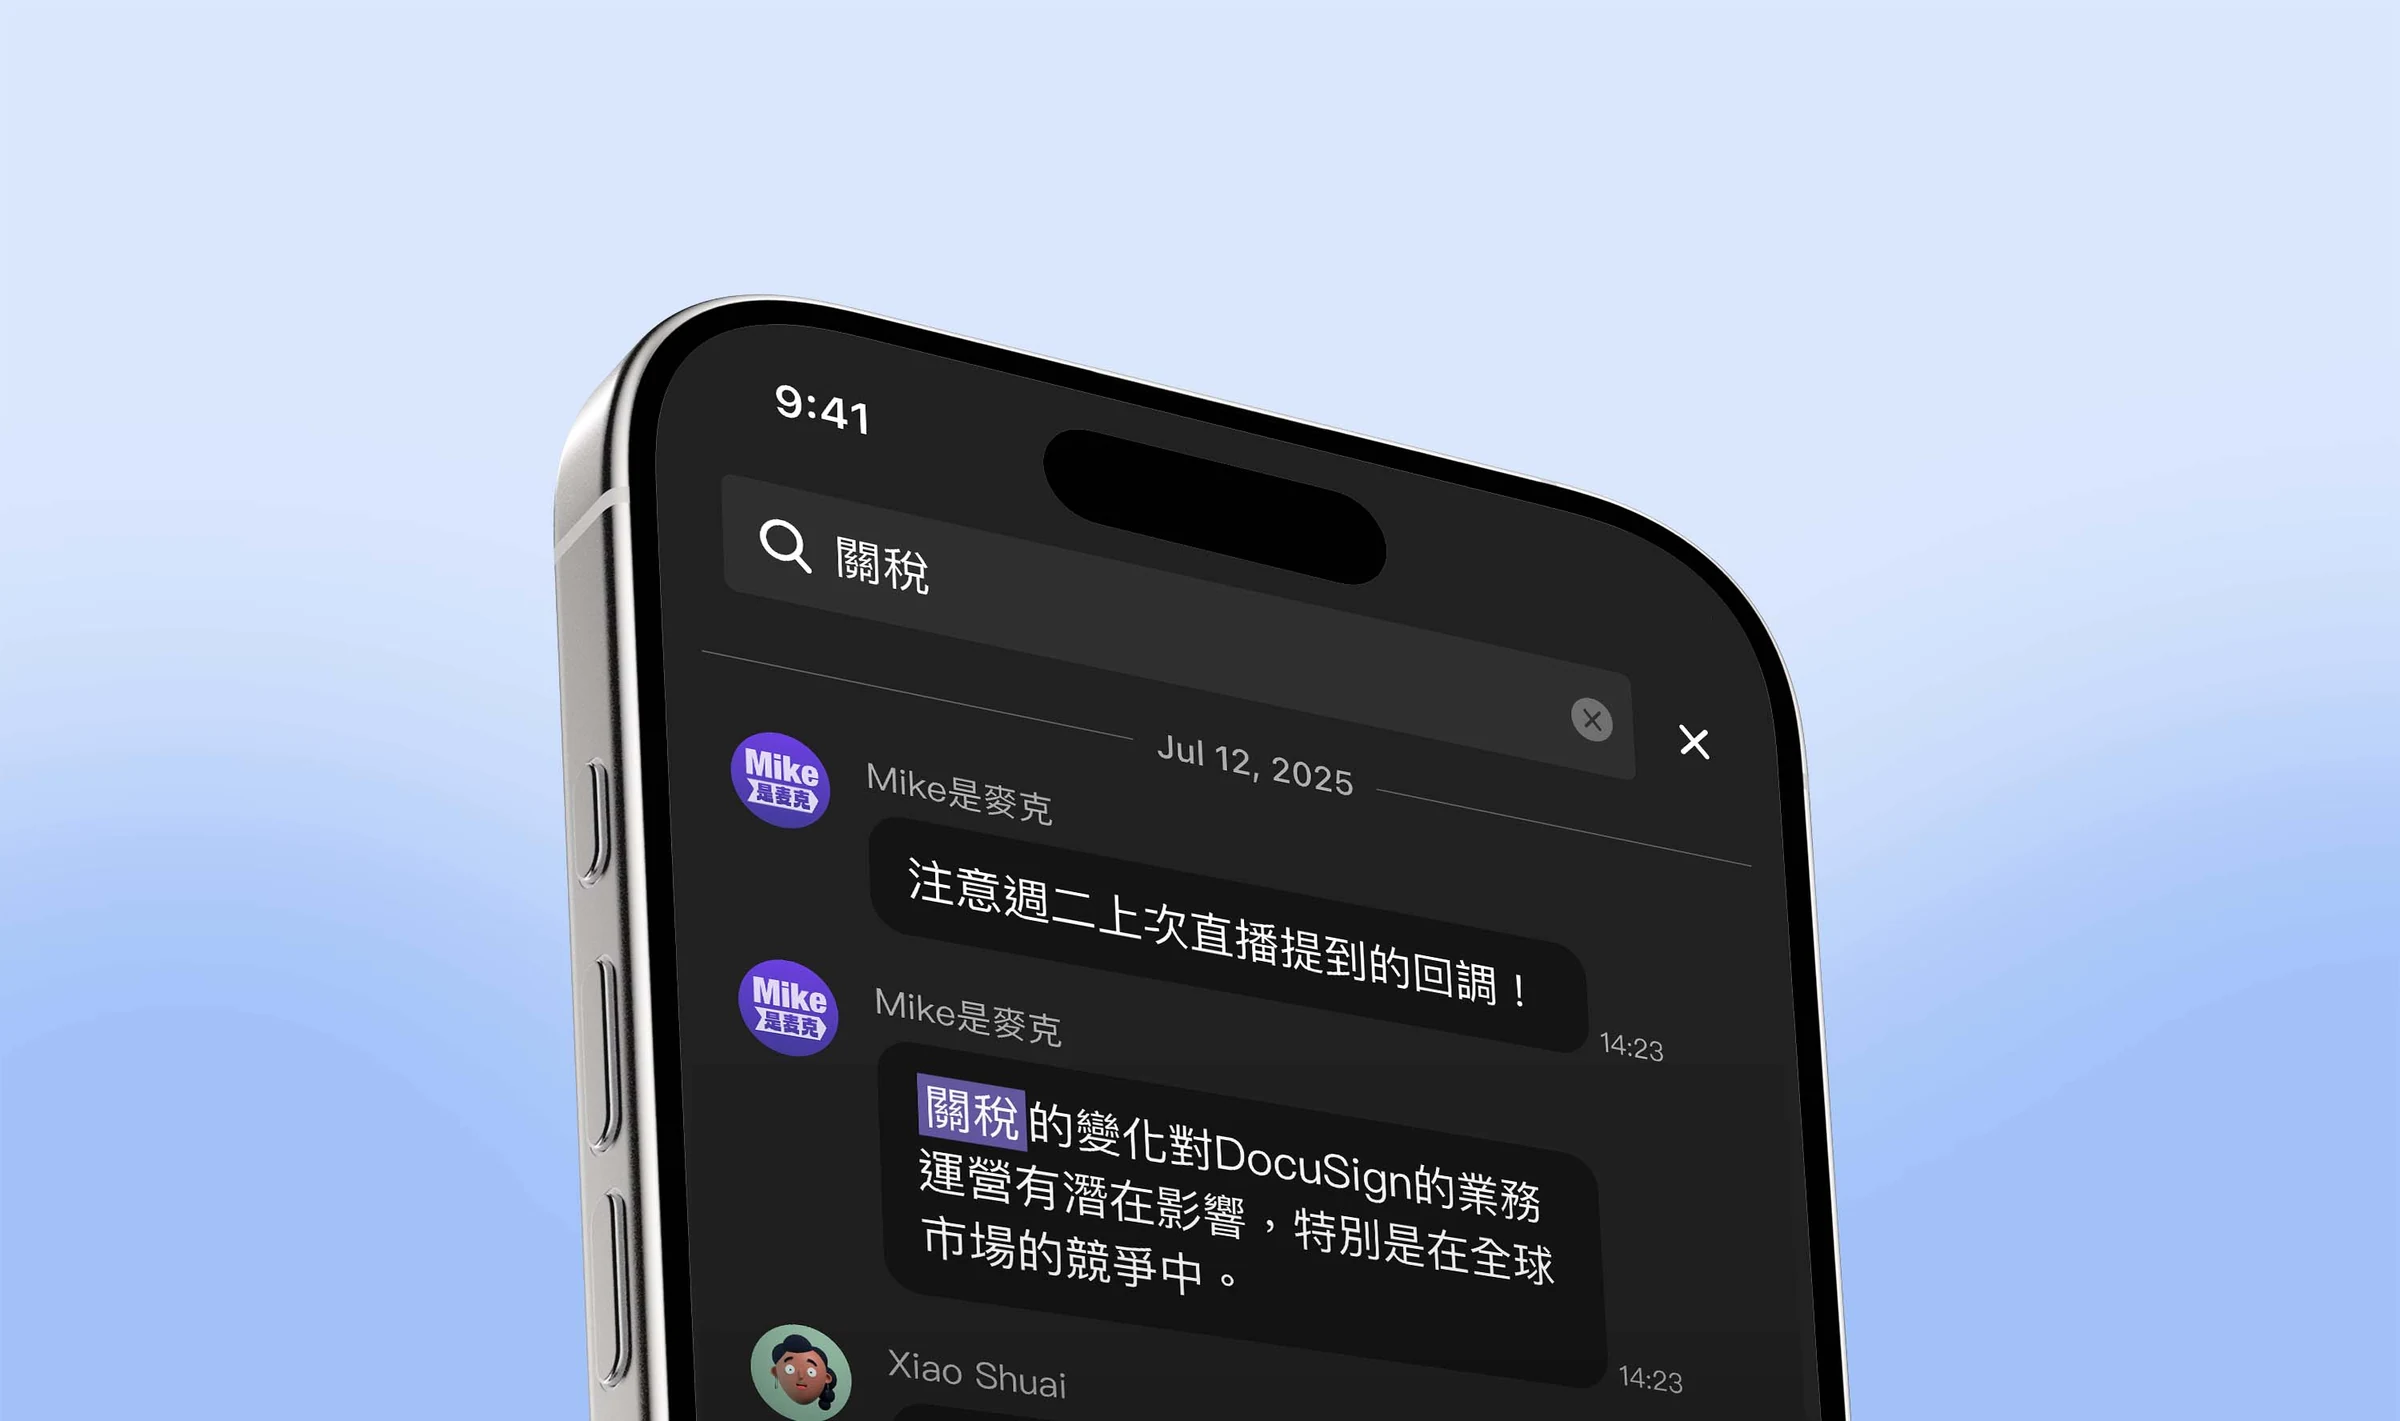 9:41
關稅
Jul 12, 2025
Mike
是麦克
Mike是麥克
注意週二上次直播提到的回調！
14:23
Mike
是麦克
Mike是麥克
關稅的變化對DocuSign的業務
運營有潛在影響，特別是在全球
市場的競爭中。
14:23
Xiao Shuai